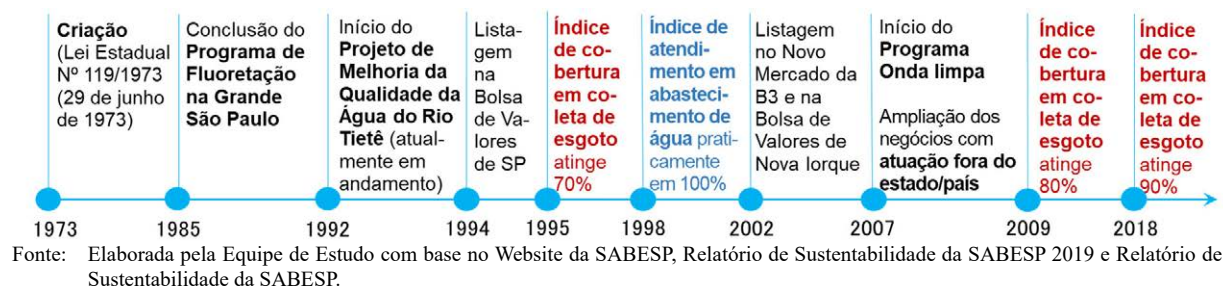 Criação
(Lei Estadual
Nº 119/1973
(29 de junho
de 1973)
Conclusão do
Programa de
Fluoretação
na Grande
São Paulo
Início do
Projeto de
Melhoria da
Qualidade da
Água do Rio
Tietê (atual-
mente em
andamento)
Lista-
gem
na
Bolsa
de Va-
lores
de SP
Índice
de co-
bertura
em co-
leta de
esgoto
atinge
70%
Índice de
atendi-
mento em
abasteci-
mento de
água prati-
camente
em 100%
Listagem
no Novo
Mercado da
B3 e na
Bolsa de
Valores de
Nova Iorque
Início do
Programa
Onda limpa
Ampliação dos
negócios com
atuação fora do
estado/país
Índice
de co-
bertura
em co-
leta de
esgoto
atinge
80%
Índice
de co-
bertura
em co-
leta de
esgoto
atinge
90%
1973 1985 1992 1994 1995 1998 2002 2007 2009 2018
Fonte: Elaborada pela Equipe de Estudo com base no Website da SABESP, Relatório de Sustentabilidade da SABESP 2019 e Relatório de
Sustentabilidade da SABESP.